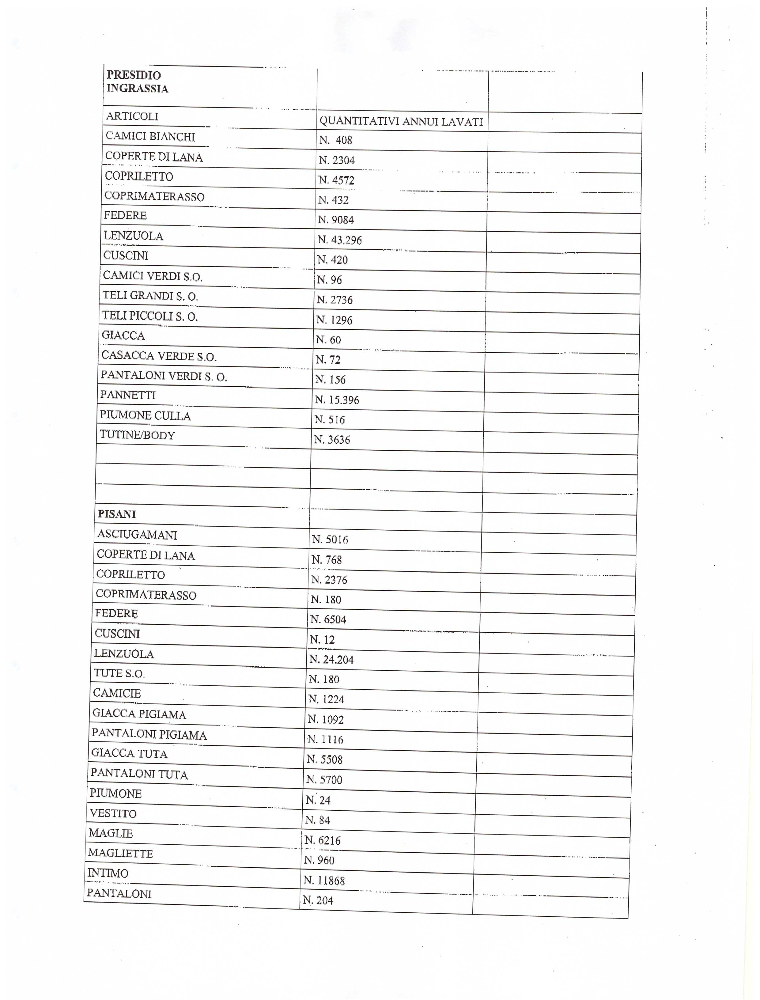 PRESIDIO
INGRASSIA
ARTICOLI QUANTITATIVI ANNUI LAVATI
CAMICI BIANCHI N. 408
COPERTE DI LANA N. 2304
COPRILETTO N. 4572
COPRIMATERASSO N. 432
FEDERE N. 9084
LENZUOLA N. 43.296
CUSCINI N. 420
CAMICI VERDI S.O. N. 96
TELI GRANDI S. O. N. 2736
TELI PICCOLI S. O. N. 1296
GIACCA N. 60
CASACCA VERDE S.O. N. 72
PANTALONI VERDI S. O. N. 156
PANNETTI N. 15.396
PIUMONE CULLA N. 516
TUTINE/BODY N. 3636
PISANI
ASCIUGAMANI N. 5016
COPERTE DI LANA N. 768
COPRILETTO N. 2376
COPRIMATERASSO N. 180
FEDERE N. 6504
CUSCINI N. 12
LENZUOLA N. 24.204
TUTE S.O. N. 180
CAMICIE N. 1224
GIACCA PIGIAMA N. 1092
PANTALONI PIGIAMA N. 1116
GIACCA TUTA N. 5508
PANTALONI TUTA N. 5700
PIUMONE N. 24
VESTITO N. 84
MAGLIE N. 6216
MAGLIETTE N. 960
INTIMO N. 11868
PANTALONI N. 204